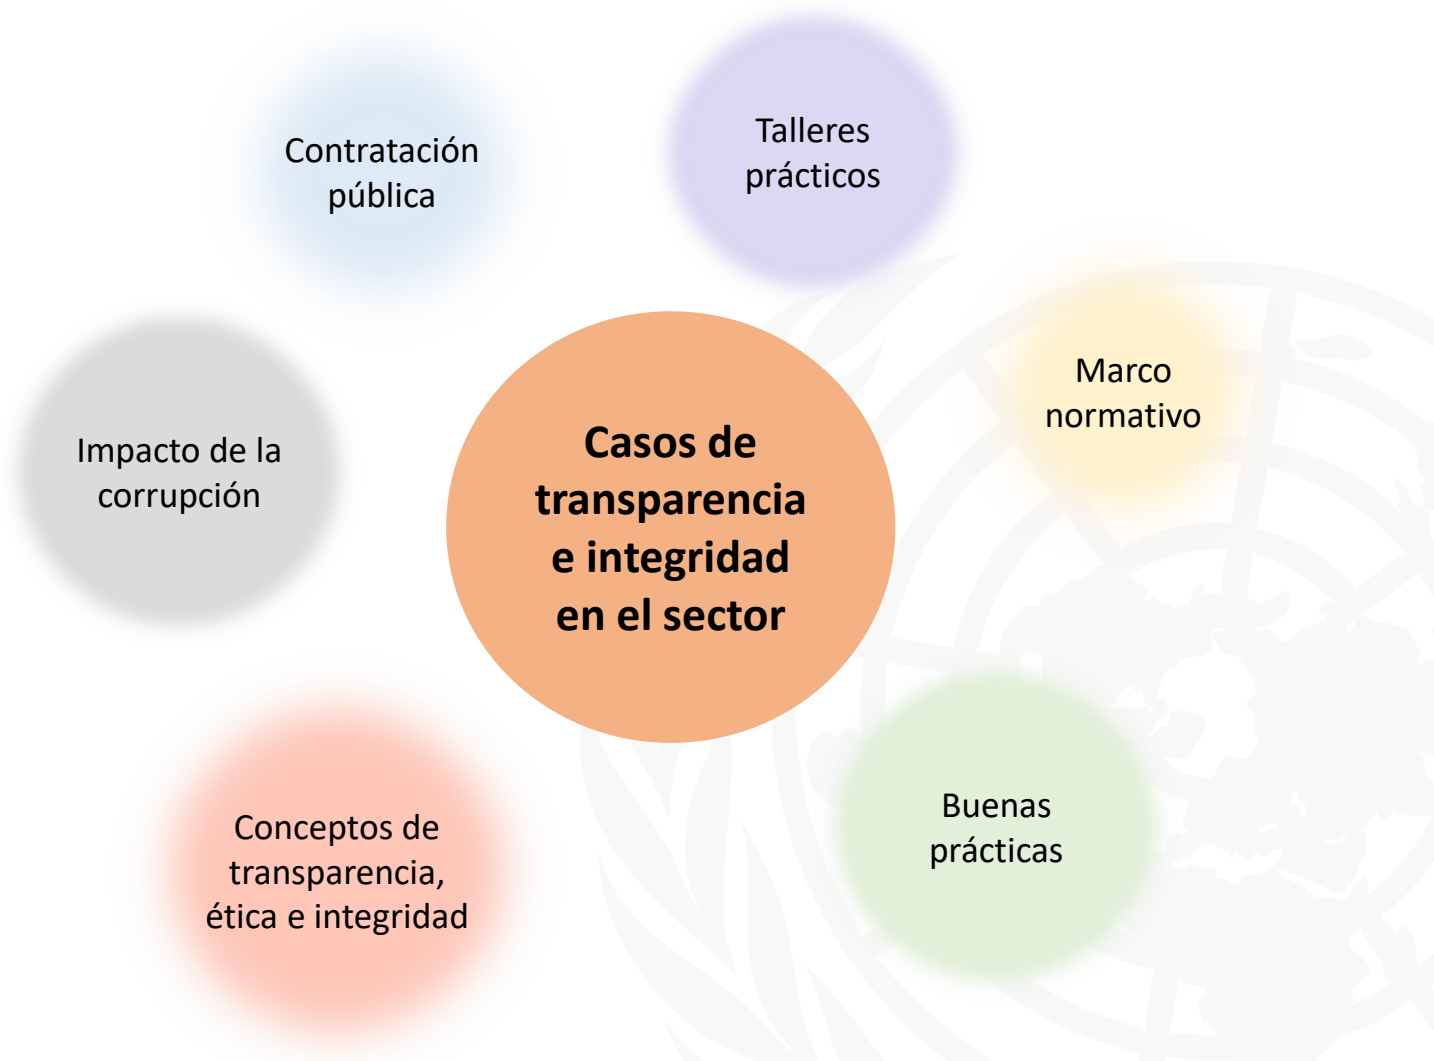 Contratación
pública
Talleres
prácticos
Marco
normativo
Impacto de la
corrupción
Casos de
transparencia
e integridad
en el sector
Conceptos de
transparencia,
ética e integridad
Buenas
prácticas